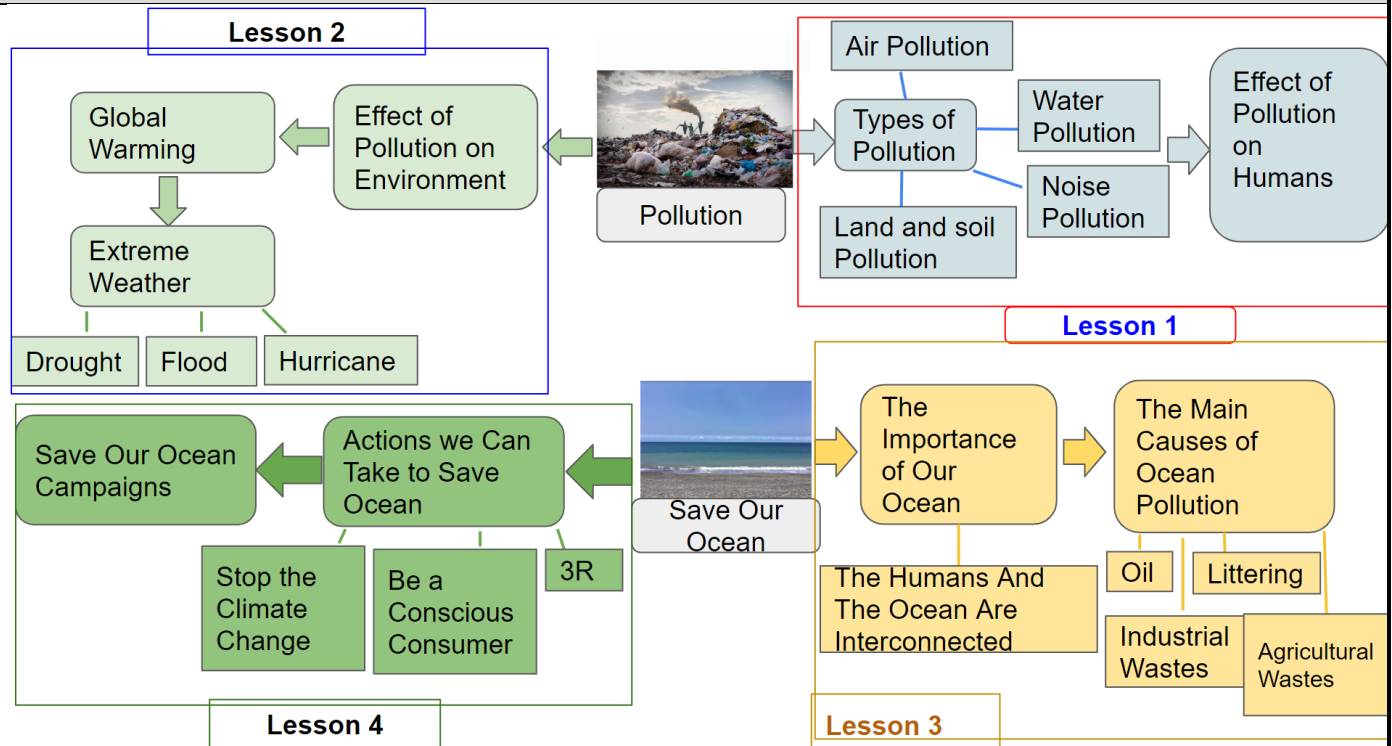 Lesson 2
Global
Warming
Effect of
Pollution on
Environment
Extreme
Weather
Drought
Flood
Hurricane
Pollution
Air Pollution
Types of
Pollution
Water
Pollution
Noise
Pollution
Land and soil
Pollution
Effect of
Pollution
on
Humans
Lesson 1
Save Our Ocean
Campaigns
Actions we Can
Take to Save
Ocean
Stop the
Climate
Change
Be a
Conscious
Consumer
3R
Lesson 4
Save Our
Ocean
The
Importance
of Our
Ocean
The Humans And
The Ocean Are
Interconnected
The Main
Causes of
Ocean
Pollution
Oil
Littering
Industrial
Wastes
Agricultural
Wastes
Lesson 3